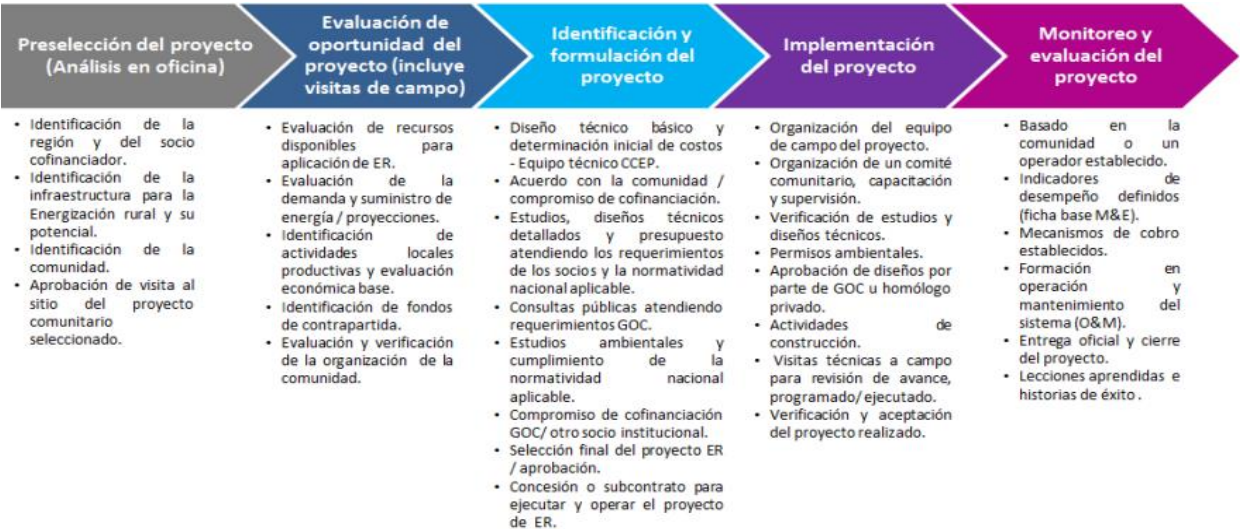 Preselección del proyecto
(Análisis en oficina)
• Identificación de la
región y del socio
cofinanciador.
• Identificación de la
infraestructura para la
Energización rural y su
potencial.
• Identificación de la
comunidad.
• Aprobación de visita al
sitio del proyecto
comunitario
seleccionado.
Evaluación de
oportunidad del
proyecto (incluye
visitas de campo)
• Evaluación de recursos
disponibles para
aplicación de ER.
• Evaluación de la
demanda y suministro de
energía / proyecciones.
• Identificación de
actividades locales
productivas y evaluación
económica base.
• Identificación de fondos
de contrapartida.
• Evaluación y verificación
de la organización de la
comunidad.
Identificación y
formulación del
proyecto
• Diseño técnico básico y
determinación inicial de costos
- Equipo técnico CCEP.
• Acuerdo con la comunidad /
compromiso de cofinanciación.
• Estudios, diseños técnicos
detallados y presupuesto
atendiendo los requerimientos
de los socios y la normatividad
nacional aplicable.
• Consultas públicas atendiendo
requerimientos GOC.
• Estudios ambientales y
cumplimiento de la
normatividad nacional
aplicable.
• Compromiso de cofinanciación
GOC/ otro socio institucional.
• Selección final del proyecto ER
/ aprobación.
• Concesión o subcontrato para
ejecutar y operar el proyecto
de ER.
Implementación
del proyecto
• Organización del equipo
de campo del proyecto.
• Organización de un comité
comunitario, capacitación
y supervisión.
• Verificación de estudios y
diseños técnicos.
• Permisos ambientales.
• Aprobación de diseños por
parte de GOC u homólogo
privado.
• Actividades de
construcción.
• Visitas técnicas a campo
para revisión de avance,
programado/ ejecutado.
• Verificación y aceptación
del proyecto realizado.
Monitoreo y
evaluación del
proyecto
• Basado en la
comunidad o un
operador establecido.
• Indicadores de
desempeño definidos
(ficha base M&E).
• Mecanismos de cobro
establecidos.
• Formación en
operación y
mantenimiento del
sistema (O&M).
• Entrega oficial y cierre
del proyecto.
• Lecciones aprendidas e
historias de éxito .